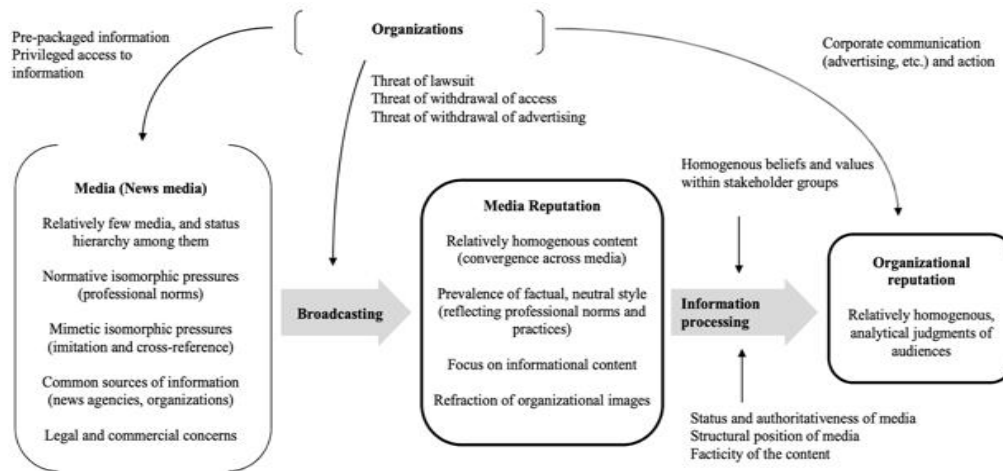 Organizations
Pre-packaged information
Privileged access to
information
Threat of lawsuit
Threat of withdrawal of access
Threat of withdrawal of advertising
Corporate communication
(advertising, etc.) and action
Media (News media)
Relatively few media, and status
hierarchy among them
Normative isomorphic pressures
(professional norms)
Mimetic isomorphic pressures
(imitation and cross-reference)
Common sources of information
(news agencies, organizations)
Legal and commercial concerns
Broadcasting
Media Reputation
Relatively homogenous content
(convergence across media)
Prevalence of factual, neutral style
(reflecting professional norms and
practices)
Focus on informational content
Refraction of organizational images
Homogenous beliefs and values
within stakeholder groups
Information
processing
Status and authoritativeness of media
Structural position of media
Facticity of the content
Organizational
reputation
Relatively homogenous,
analytical judgments of
audiences